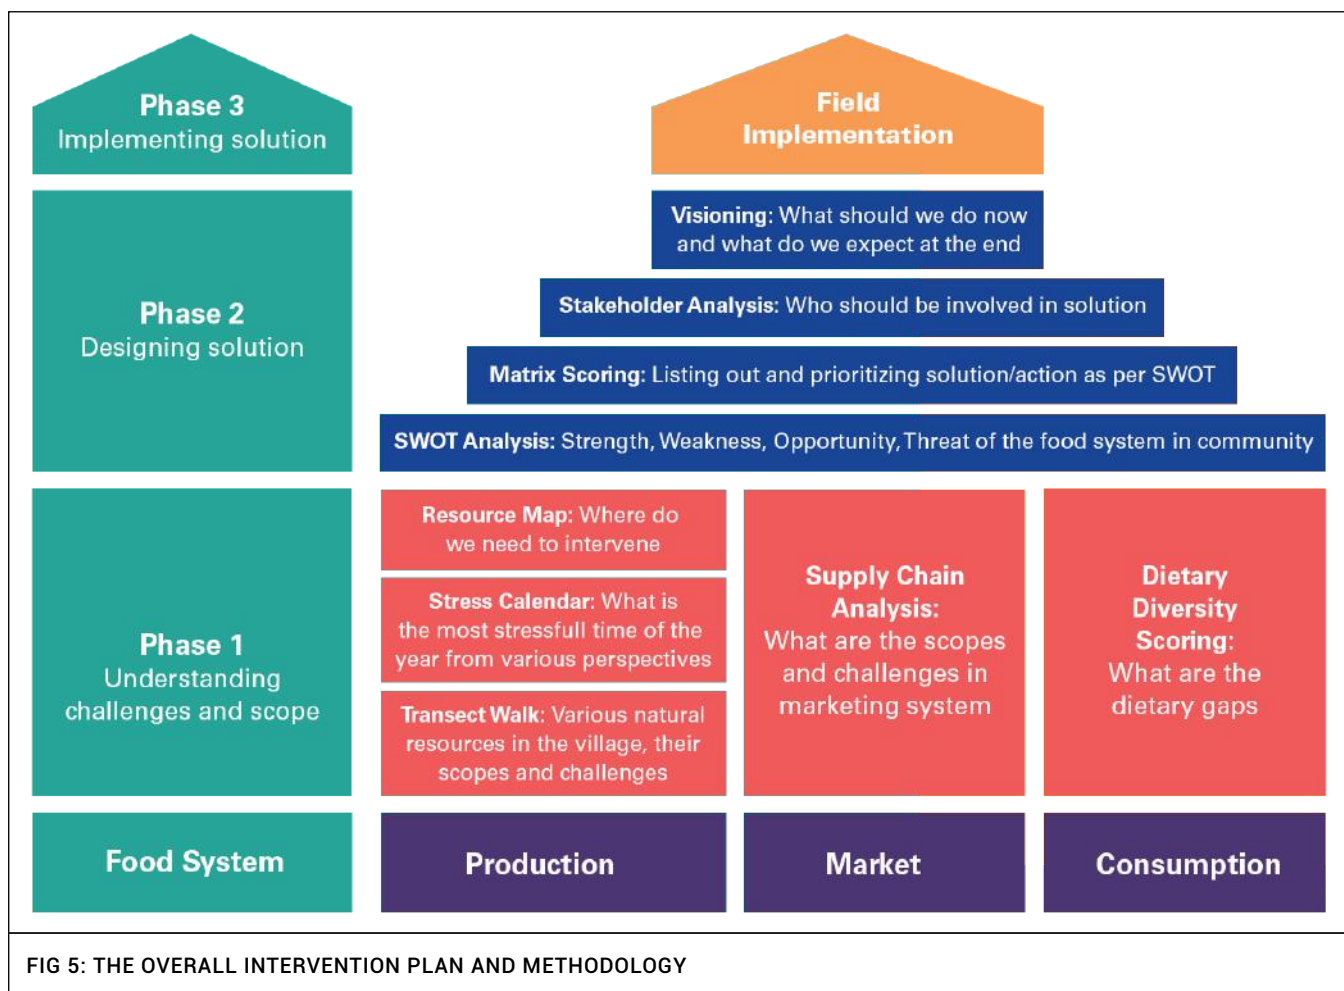 Phase 3
Implementing solution
Field
Implementation
Phase 2
Designing solution
Visioning: What should we do now
and what do we expect at the end
Stakeholder Analysis: Who should be involved in solution
Matrix Scoring: Listing out and prioritizing solution/action as per SWOT
SWOT Analysis: Strength, Weakness, Opportunity, Threat of the food system in community
Phase 1
Understanding
challenges and scope
Resource Map: Where do
we need to intervene
Stress Calendar: What is
the most stressfull time of the
year from various perspectives
Transect Walk: Various natural
resources in the village, their
scopes and challenges
Supply Chain
Analysis:
What are the scopes
and challenges in
marketing system
Dietary
Diversity
Scoring:
What are the
dietary gaps
Food System
Production
Market
Consumption
FIG 5: THE OVERALL INTERVENTION PLAN AND METHODOLOGY